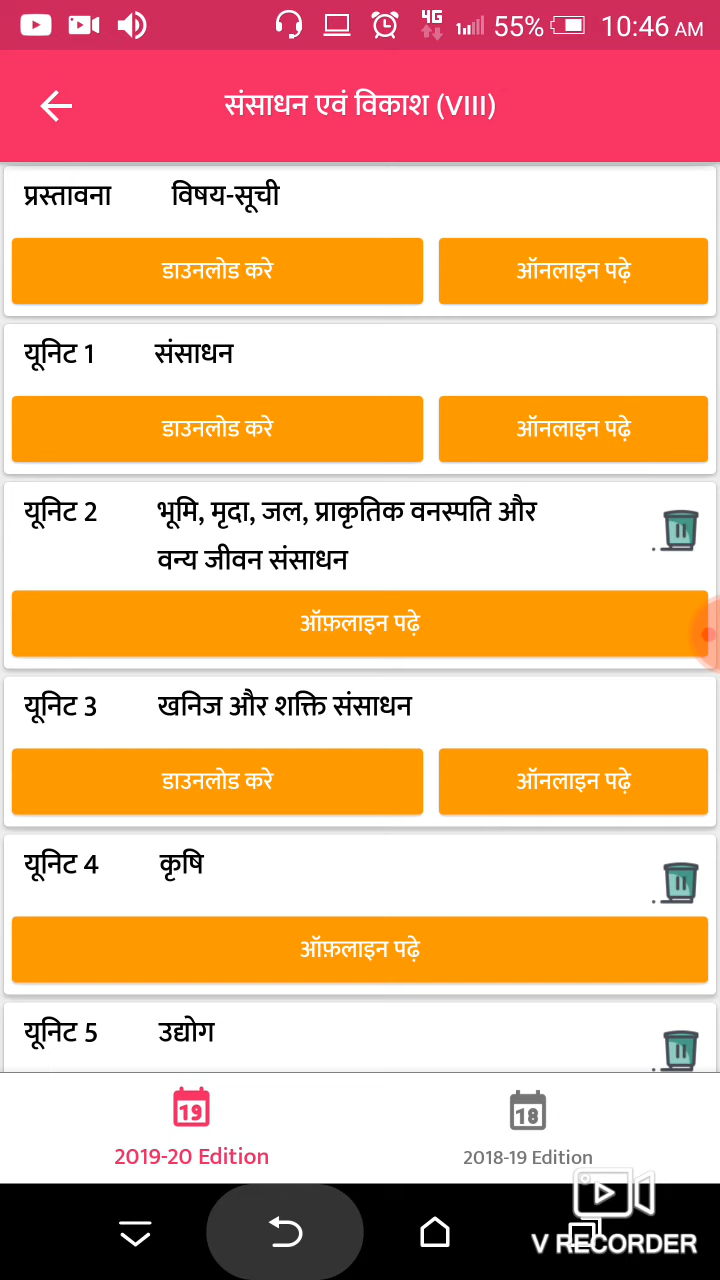 4G 55% 10:46 AM
संसाधन एवं विकाश (VIII)
प्रस्तावना विषय-सूची
डाउनलोड करे ऑनलाइन पढ़े
यूनिट 1 संसाधन
डाउनलोड करे ऑनलाइन पढ़े
यूनिट 2 भूमि, मृदा, जल, प्राकृतिक वनस्पति और
वन्य जीवन संसाधन
ऑफ़लाइन पढ़े
यूनिट 3 खनिज और शक्ति संसाधन
डाउनलोड करे ऑनलाइन पढ़े
यूनिट 4 कृषि
ऑफ़लाइन पढ़े
यूनिट 5 उद्योग
19 18
2019-20 Edition 2018-19 Edition
V RECORDER